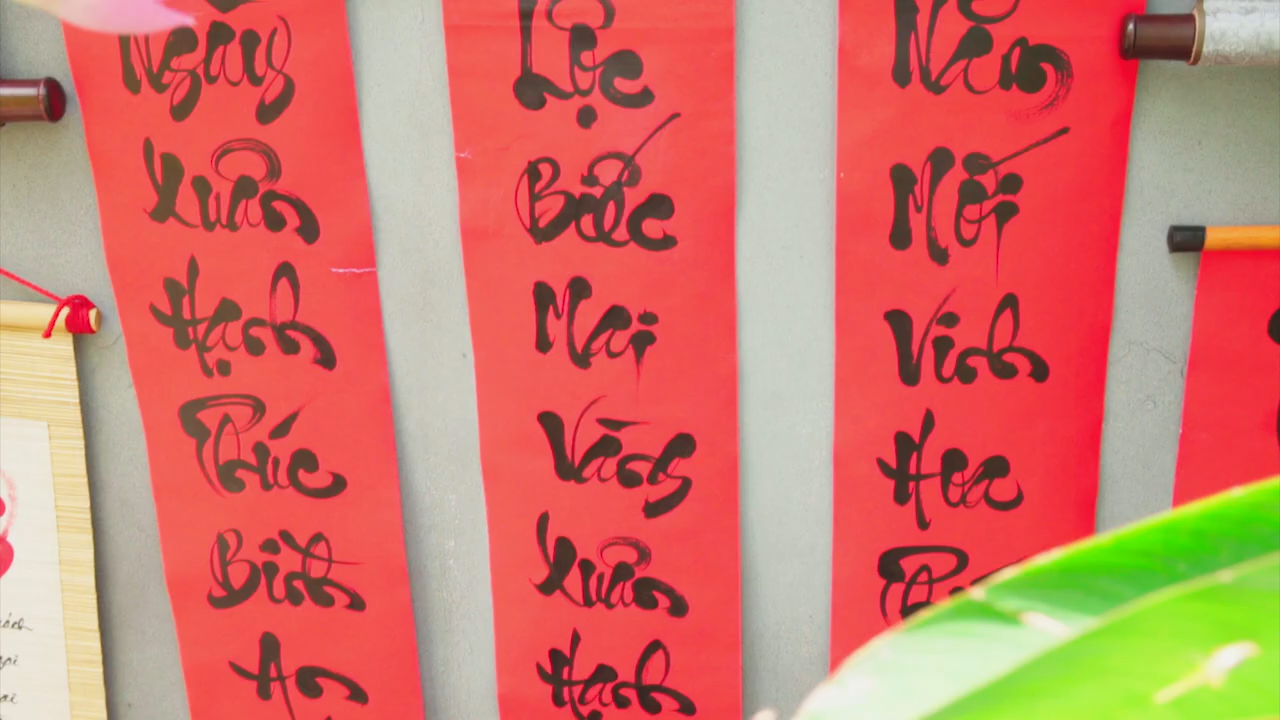 Ngày
Xuân
Hạnh
Phúc
Bình
An
Lộc
Biếc
Mai
Vàng
Xuân
Hạnh
Năm
Mới
Vinh
Hoa